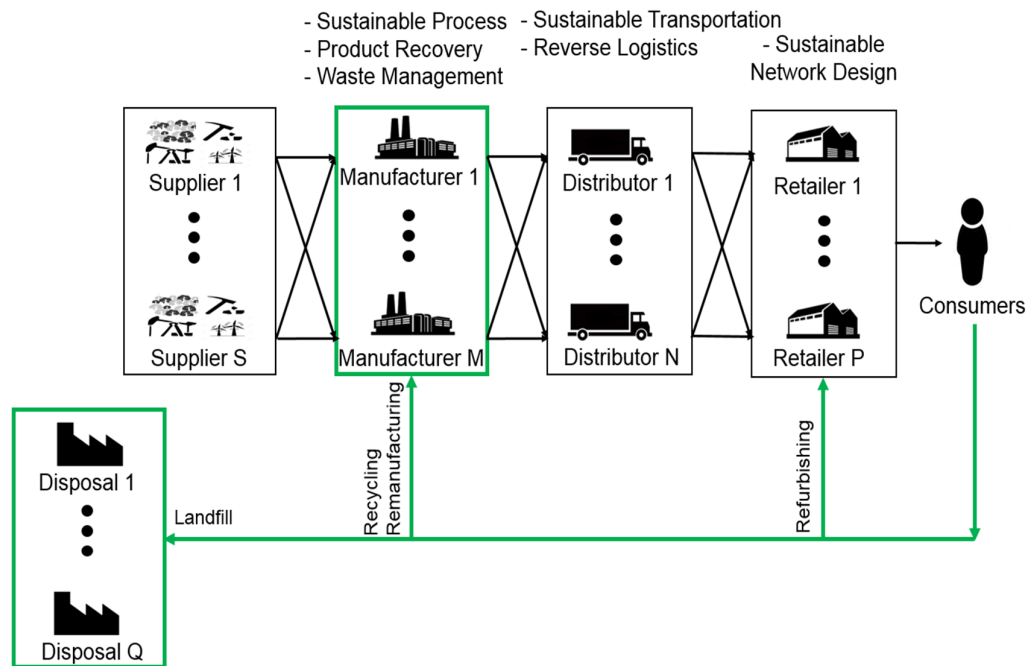 - Sustainable Process
- Product Recovery
- Waste Management
- Sustainable Transportation
- Reverse Logistics
- Sustainable
Network Design
Supplier 1
Manufacturer 1
Distributor 1
Retailer 1
Supplier S
Manufacturer M
Distributor N
Retailer P
Consumers
Disposal 1
Landfill
Recycling
Remanufacturing
Refurbishing
Disposal Q